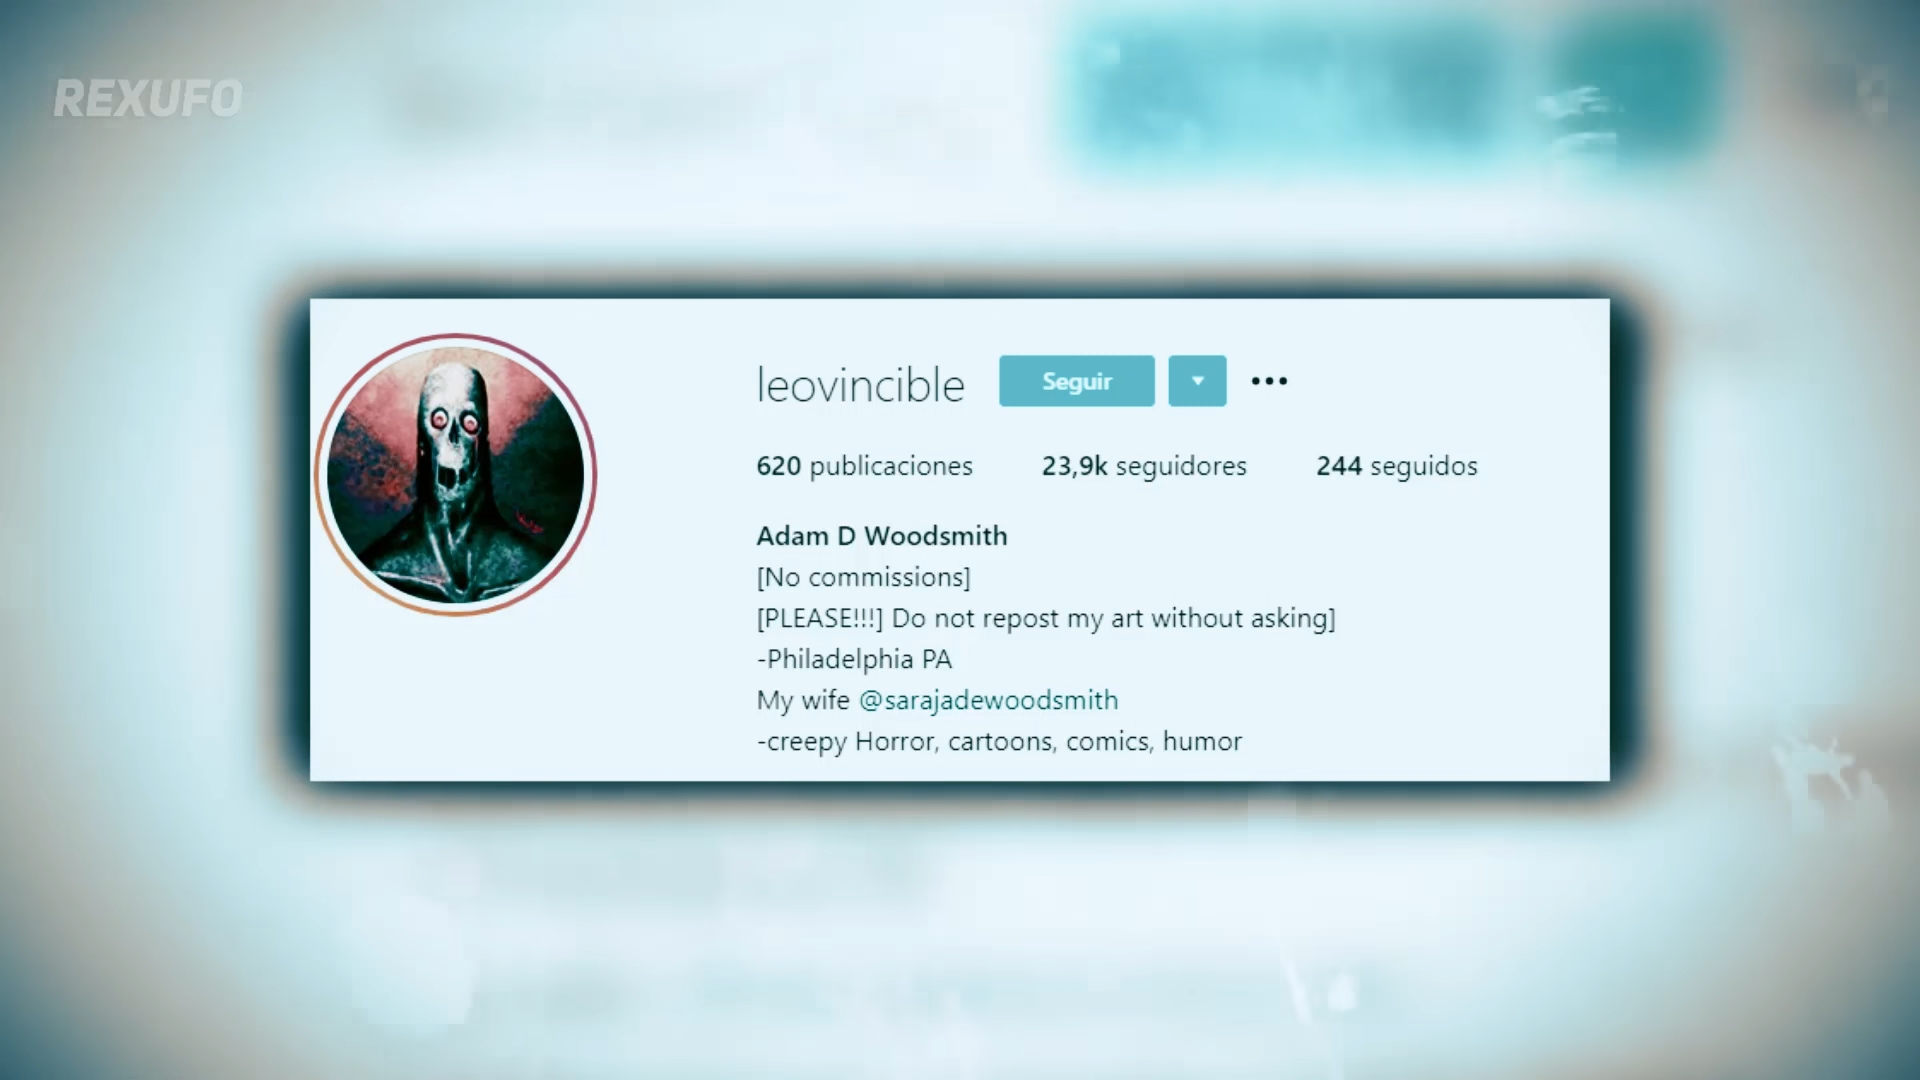 REXUFO
leovincible Seguir
620 publicaciones 23,9k seguidores 244 seguidos
Adam D Woodsmith
[No commissions]
[PLEASE!!!] Do not repost my art without asking]
-Philadelphia PA
My wife @sarajadewoodsmith
-creepy Horror, cartoons, comics, humor